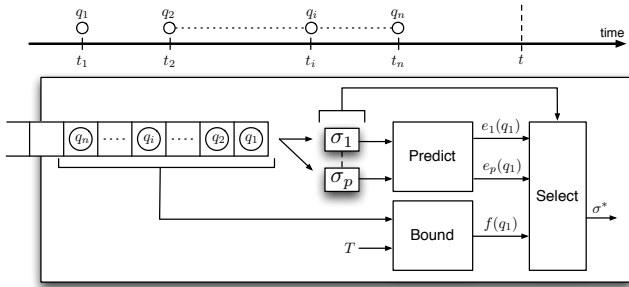 q₁ q₂ qᵢ qₙ
time
t₁ t₂ tᵢ tₙ t
qₙ ···· qᵢ ···· q₂ q₁
σ₁
σₚ
Predict
e₁(q₁)
eₚ(q₁)
Select
σ*
T
Bound
f(q₁)